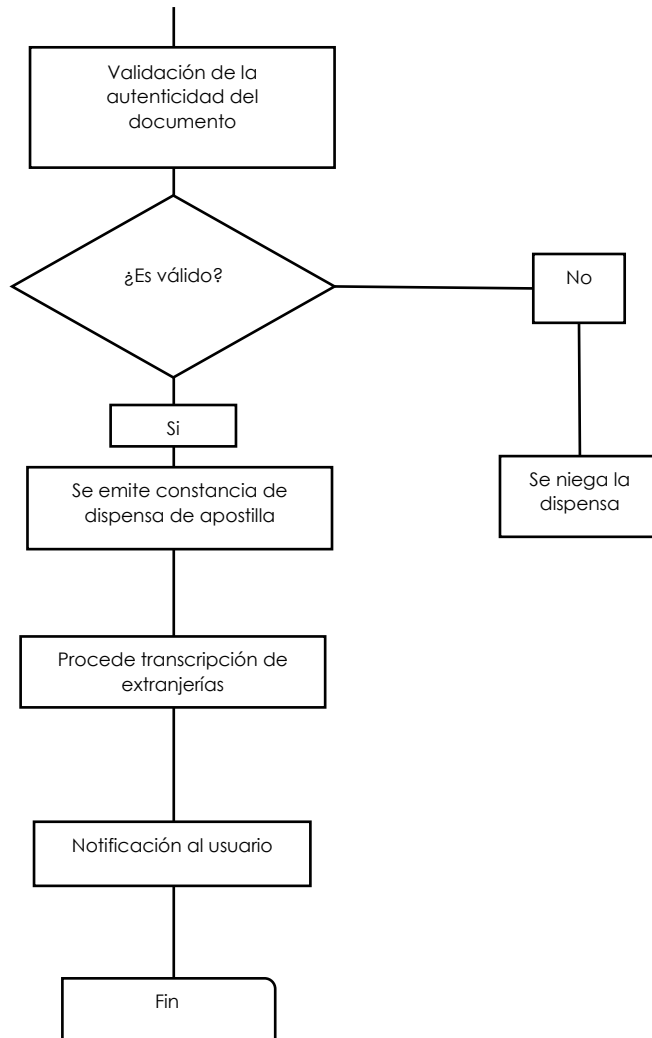 Validación de la
autenticidad del
documento
¿Es válido?
No
Si
Se emite constancia de
dispensa de apostilla
Se niega la
dispensa
Procede transcripción de
extranjerías
Notificación al usuario
Fin